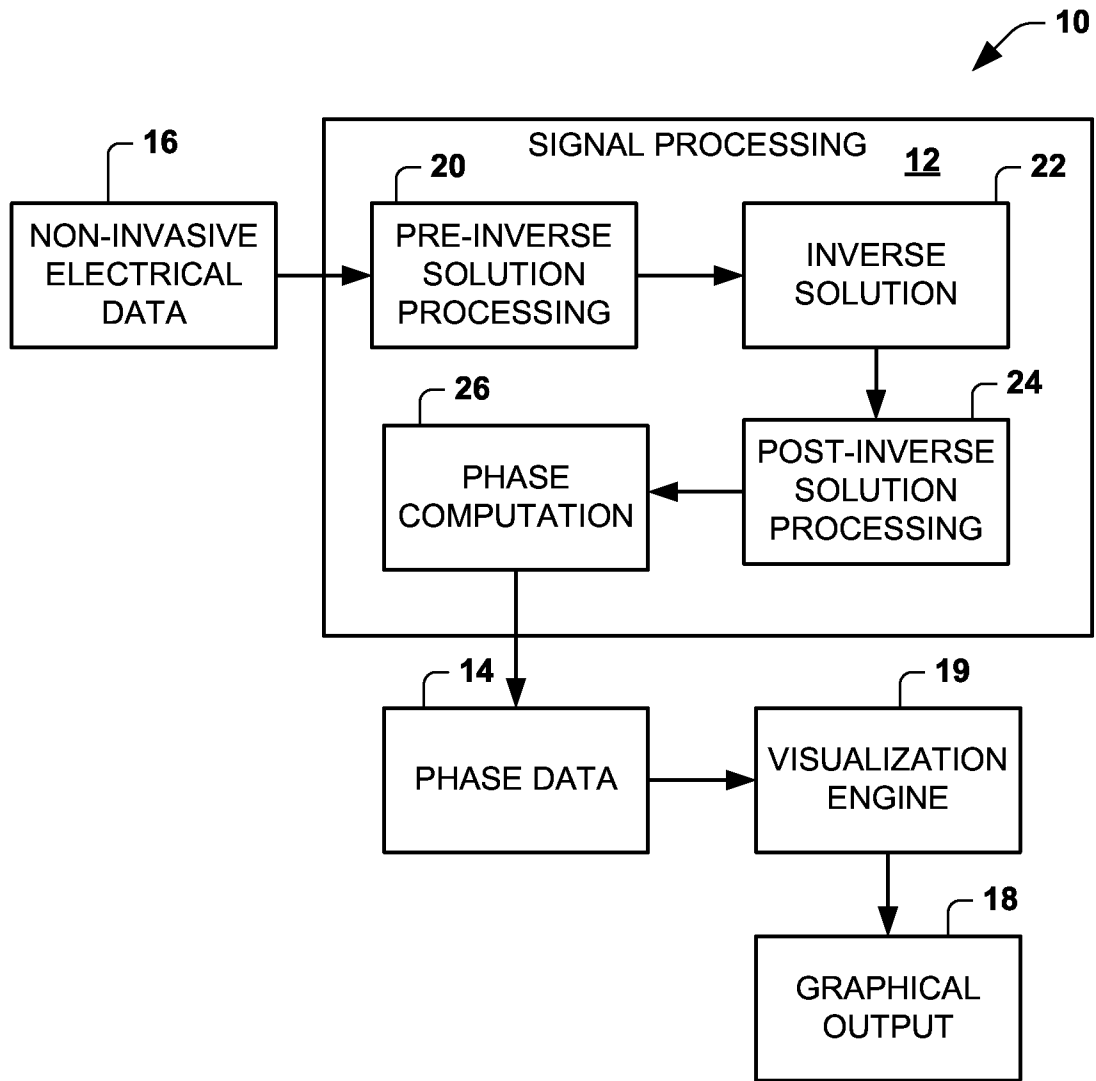 10
SIGNAL PROCESSING
12
16
NON-INVASIVE
ELECTRICAL
DATA
20
PRE-INVERSE
SOLUTION
PROCESSING
22
INVERSE
SOLUTION
26
PHASE
COMPUTATION
24
POST-INVERSE
SOLUTION
PROCESSING
14
PHASE DATA
19
VISUALIZATION
ENGINE
18
GRAPHICAL
OUTPUT